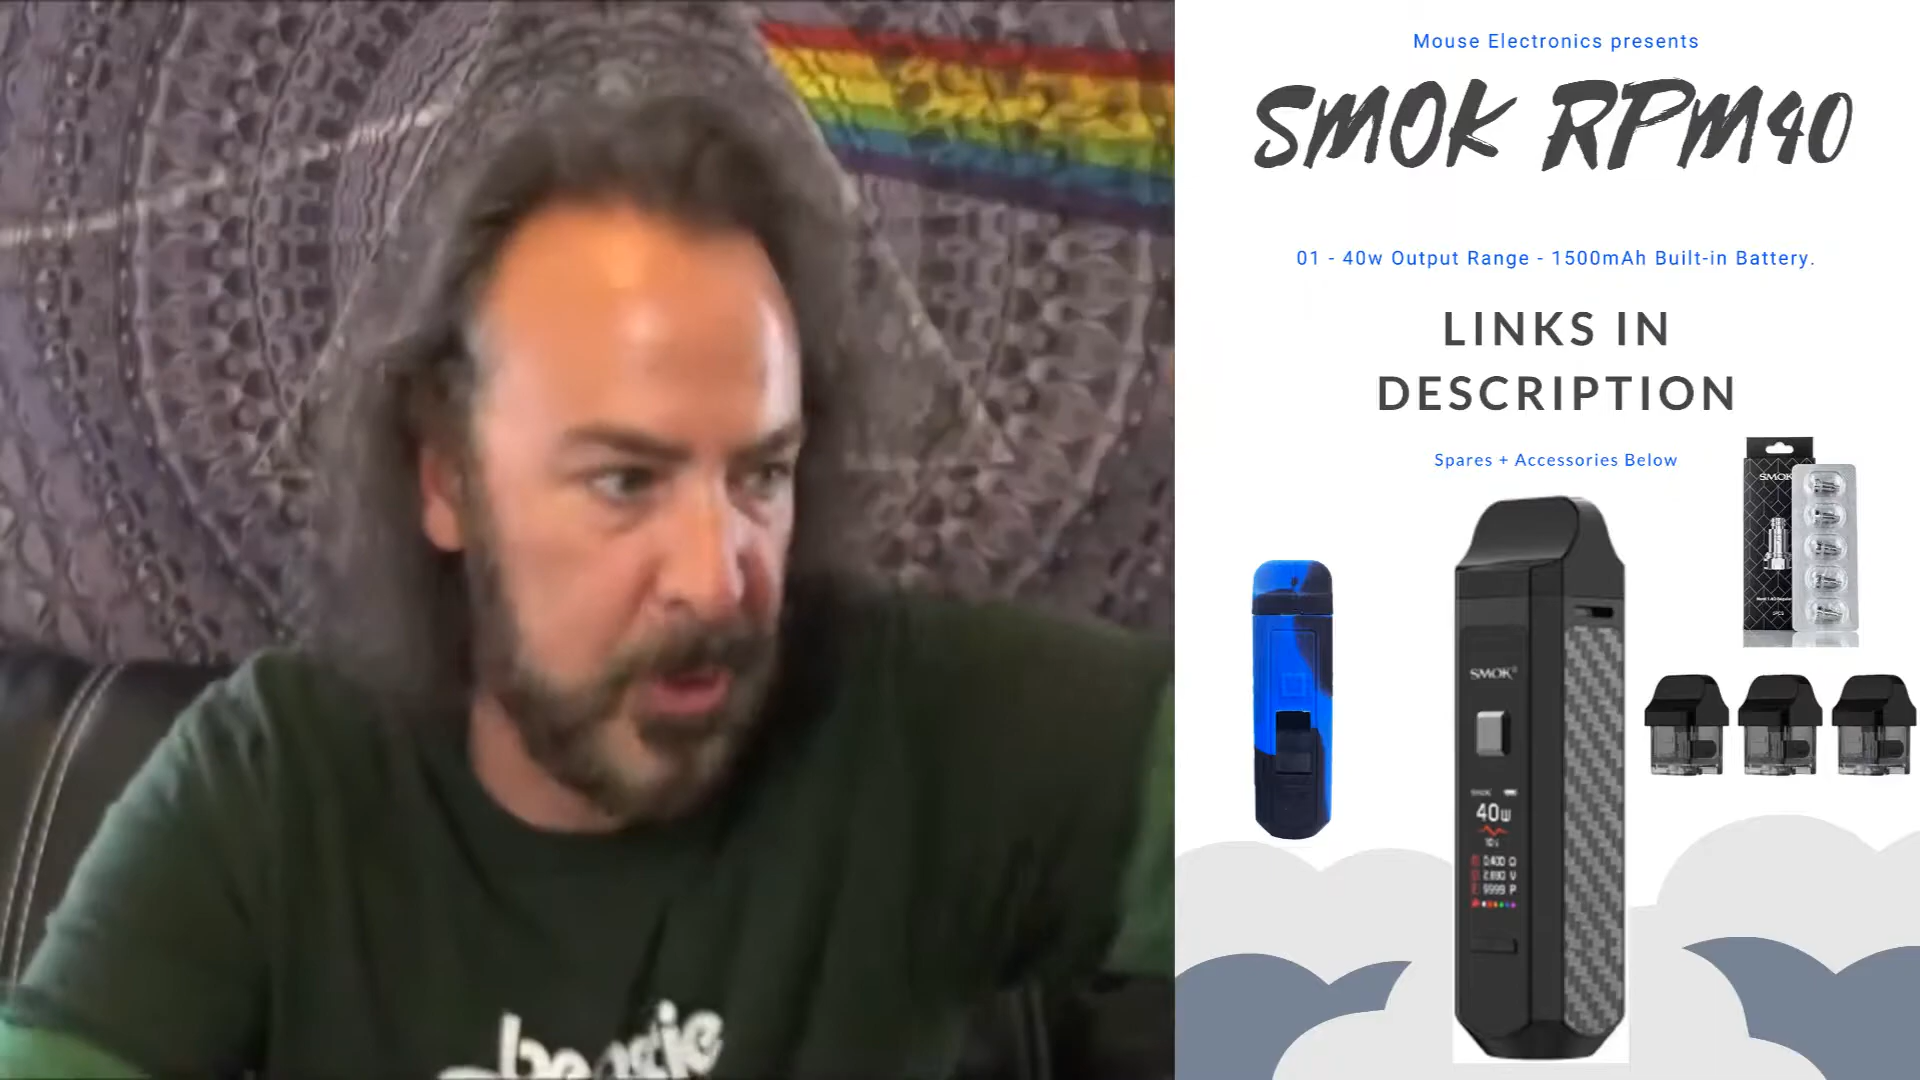 Mouse Electronics presents
SMOK RPM40
01 - 40w Output Range - 1500mAh Built-in Battery.
LINKS IN
DESCRIPTION
Spares + Accessories Below
SMOK
SMOK
40w
beastie